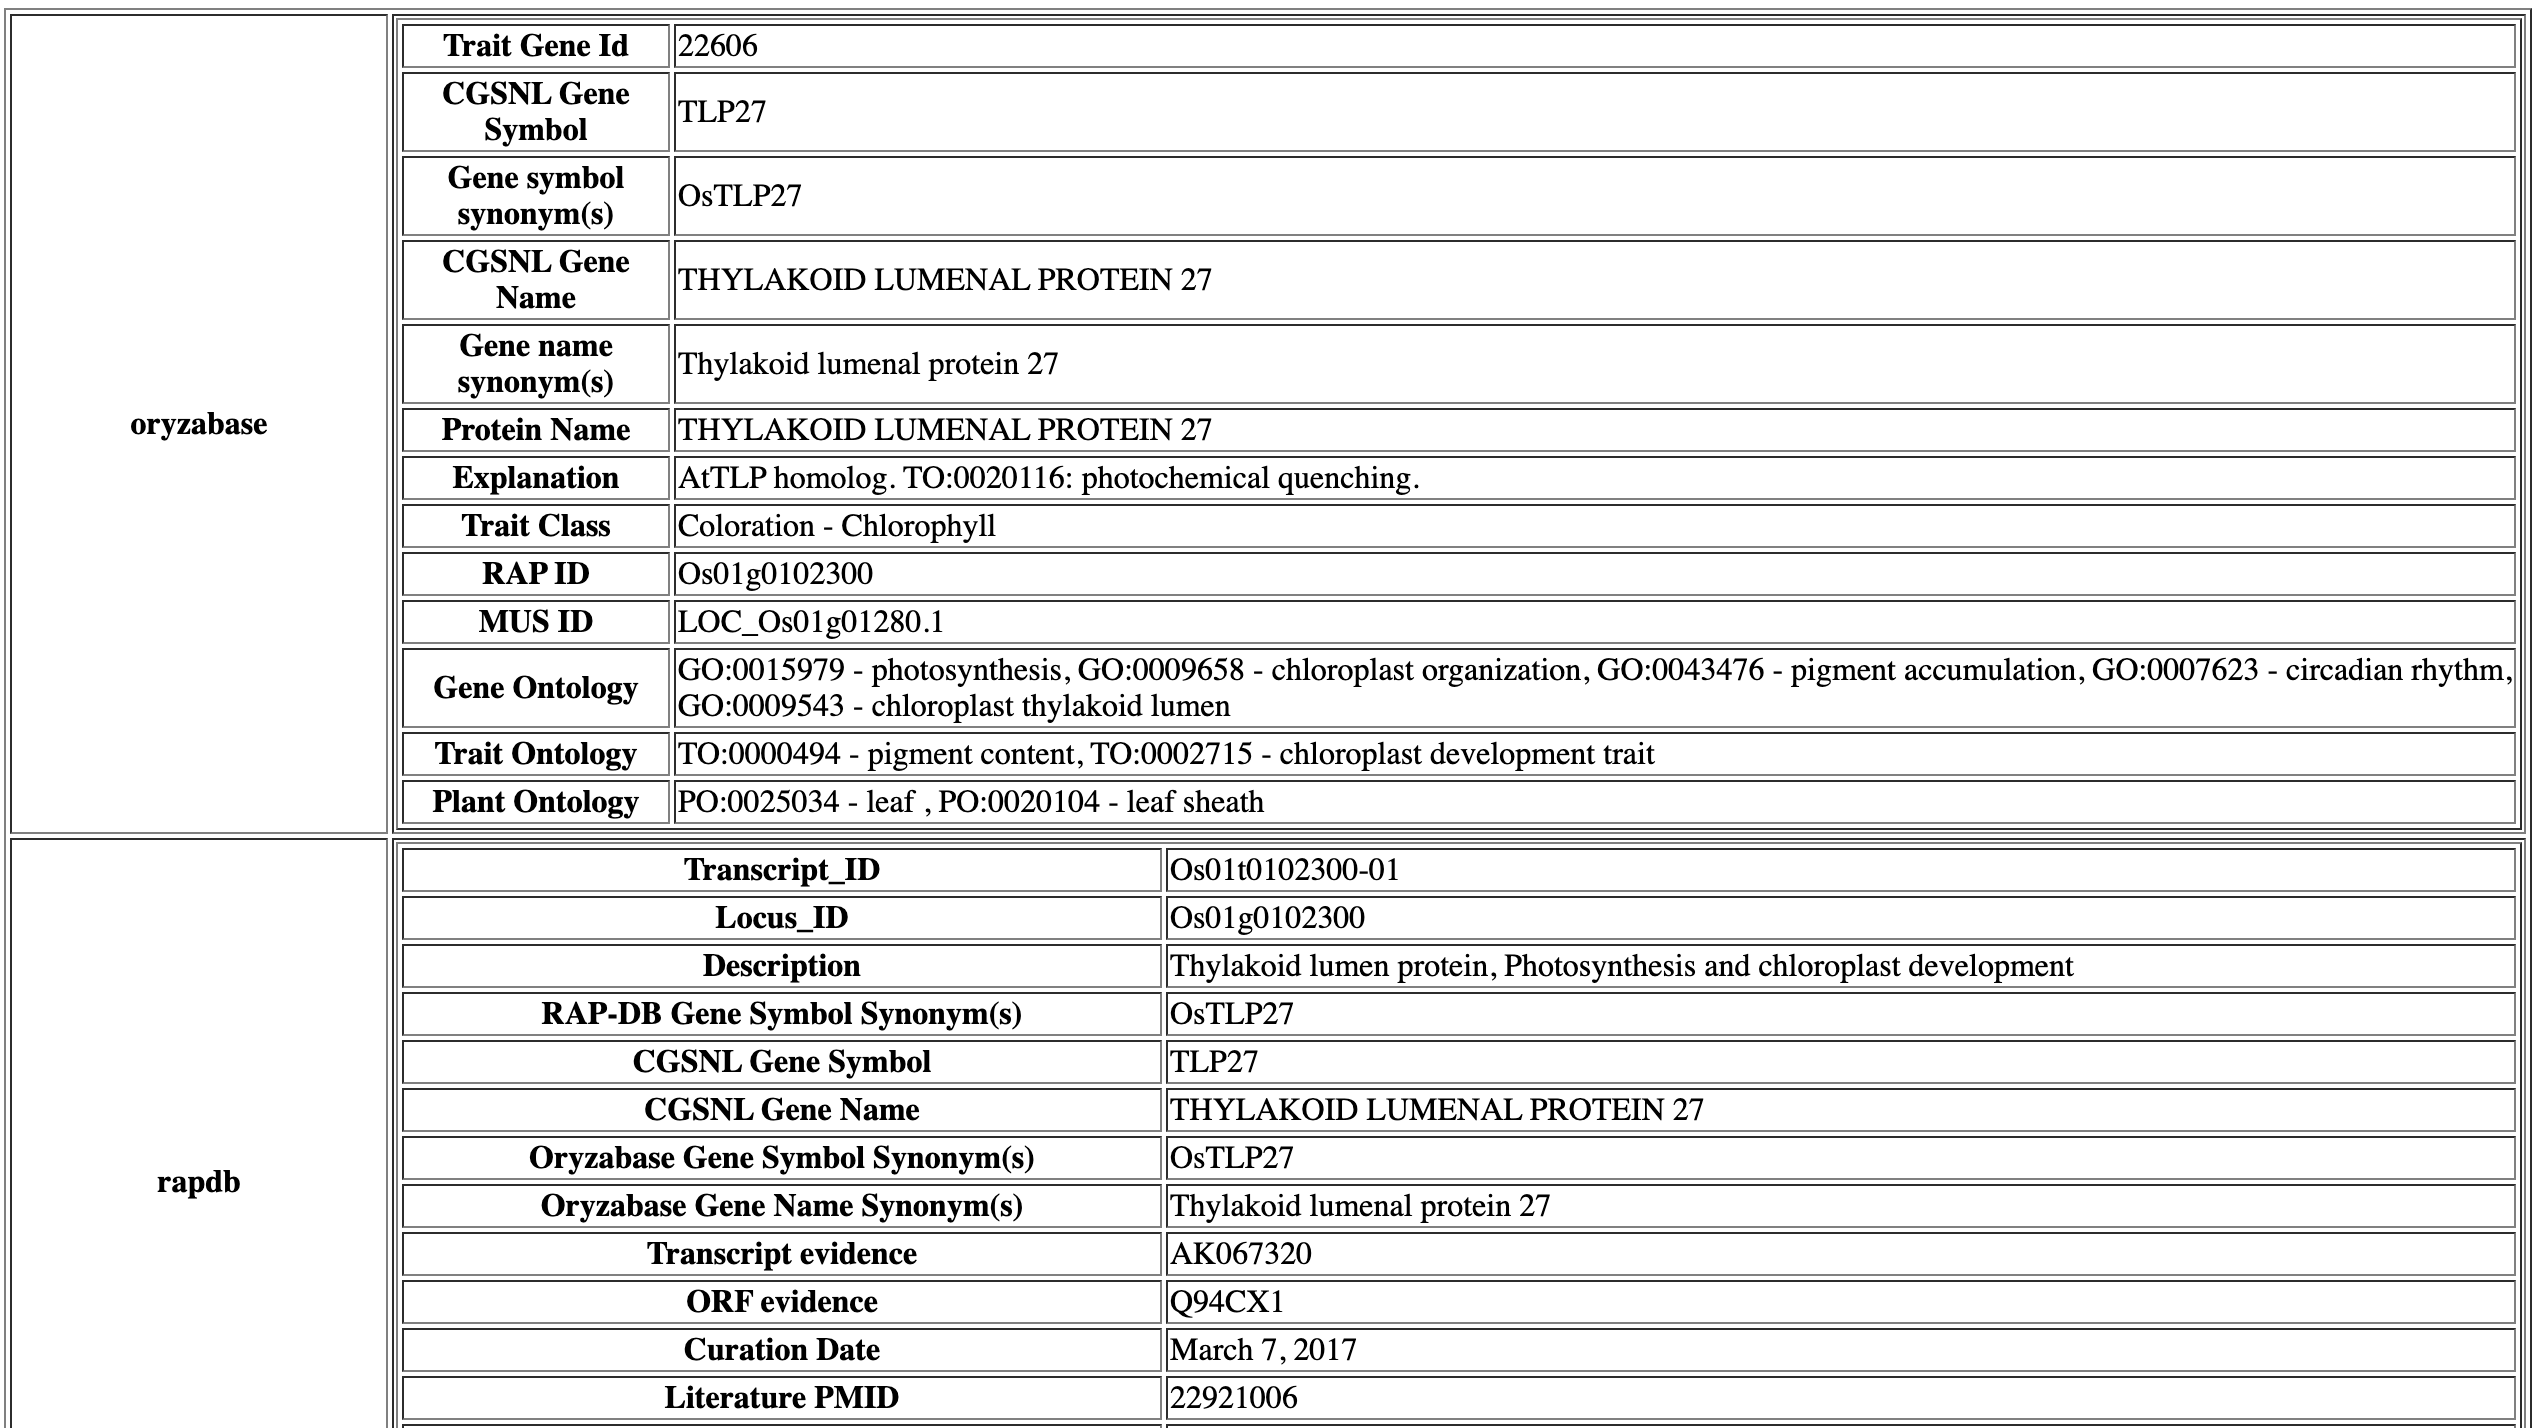 oryzabase
Trait Gene Id 22606
CGSNL Gene
Symbol
TLP27
Gene symbol
synonym(s)
OsTLP27
CGSNL Gene
Name
THYLAKOID LUMENAL PROTEIN 27
Gene name
synonym(s)
Thylakoid lumenal protein 27
Protein Name THYLAKOID LUMENAL PROTEIN 27
Explanation AtTLP homolog. TO:0020116: photochemical quenching.
Trait Class Coloration - Chlorophyll
RAP ID Os01g0102300
MUS ID LOC_Os01g01280.1
Gene Ontology
GO:0015979 - photosynthesis, GO:0009658 - chloroplast organization, GO:0043476 - pigment accumulation, GO:0007623 - circadian rhythm,
GO:0009543 - chloroplast thylakoid lumen
Trait Ontology TO:0000494 - pigment content, TO:0002715 - chloroplast development trait
Plant Ontology PO:0025034 - leaf , PO:0020104 - leaf sheath
rapdb
Transcript_ID Os01t0102300-01
Locus_ID Os01g0102300
Description Thylakoid lumen protein, Photosynthesis and chloroplast development
RAP-DB Gene Symbol Synonym(s) OsTLP27
CGSNL Gene Symbol TLP27
CGSNL Gene Name THYLAKOID LUMENAL PROTEIN 27
Oryzabase Gene Symbol Synonym(s) OsTLP27
Oryzabase Gene Name Synonym(s) Thylakoid lumenal protein 27
Transcript evidence AK067320
ORF evidence Q94CX1
Curation Date March 7, 2017
Literature PMID 22921006